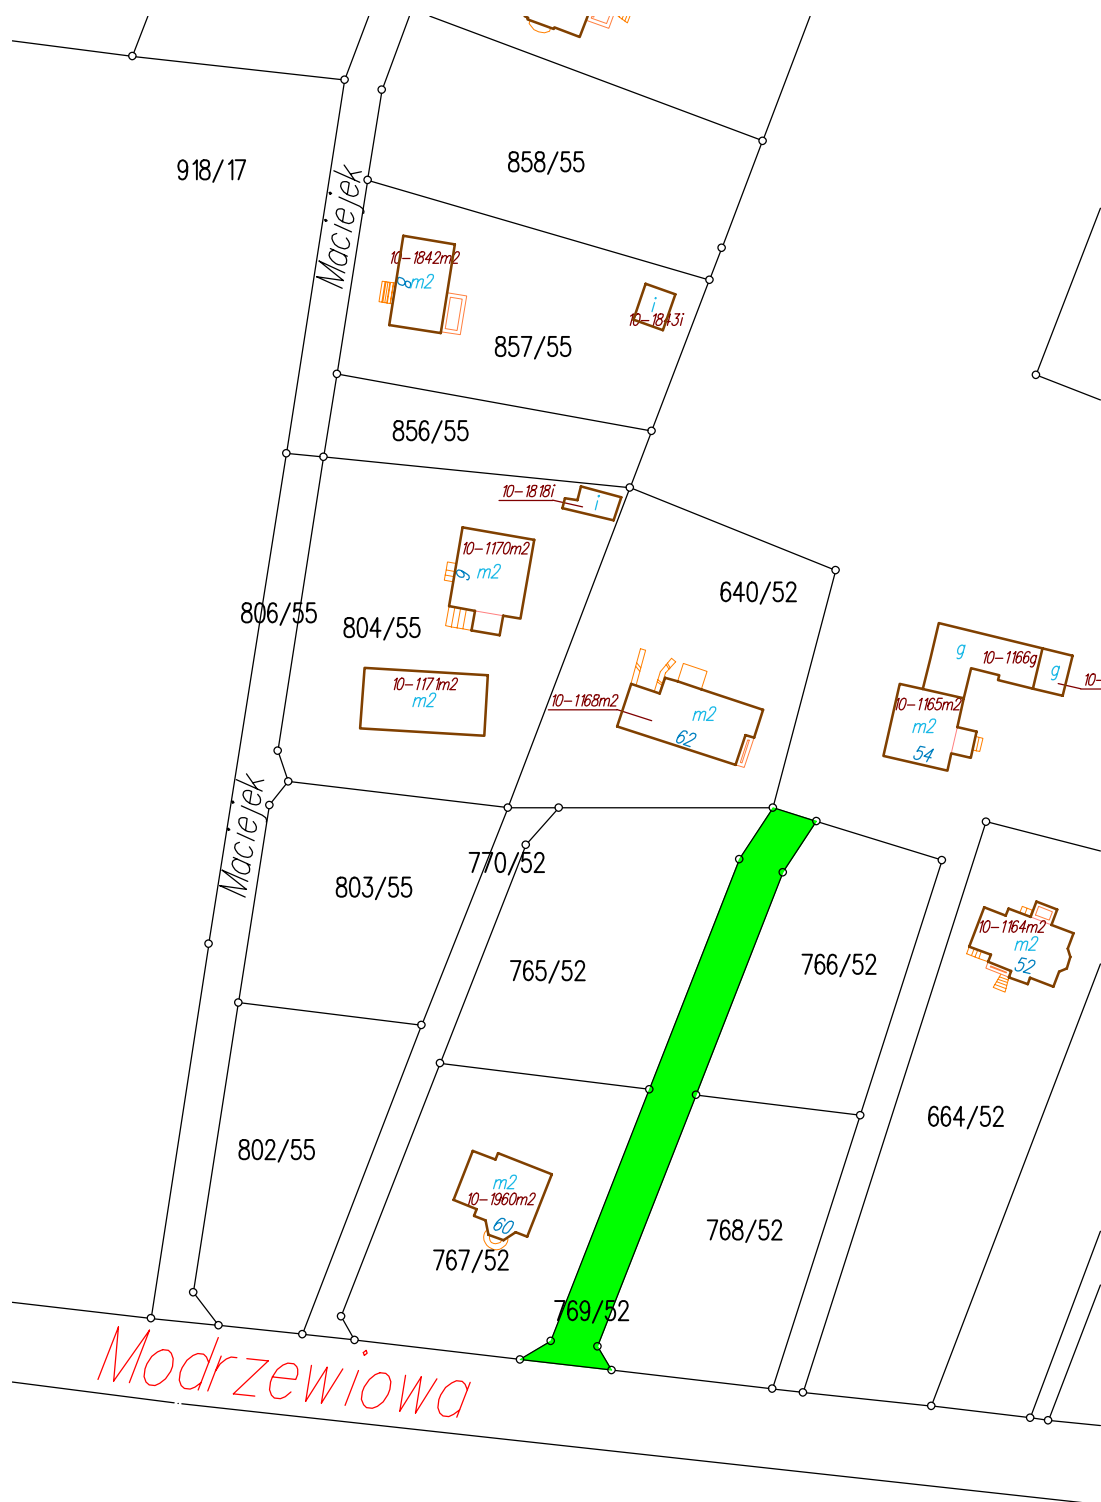 918/17
858/55
Maciejek
10-1842m2
8
m2
i
10-1843i
857/55
856/55
10-1818i
i
10-1170m2
9
m2
640/52
806/55
804/55
10-1171m2
m2
10-1168m2
m2
62
g
10-1166g
g
10-
10-1165m2
m2
54
Maciejek
770/52
803/55
765/52
766/52
10-1164m2
m2
52
664/52
802/55
m2
10-1960m2
60
767/52
768/52
769/52
Modrzewiowa